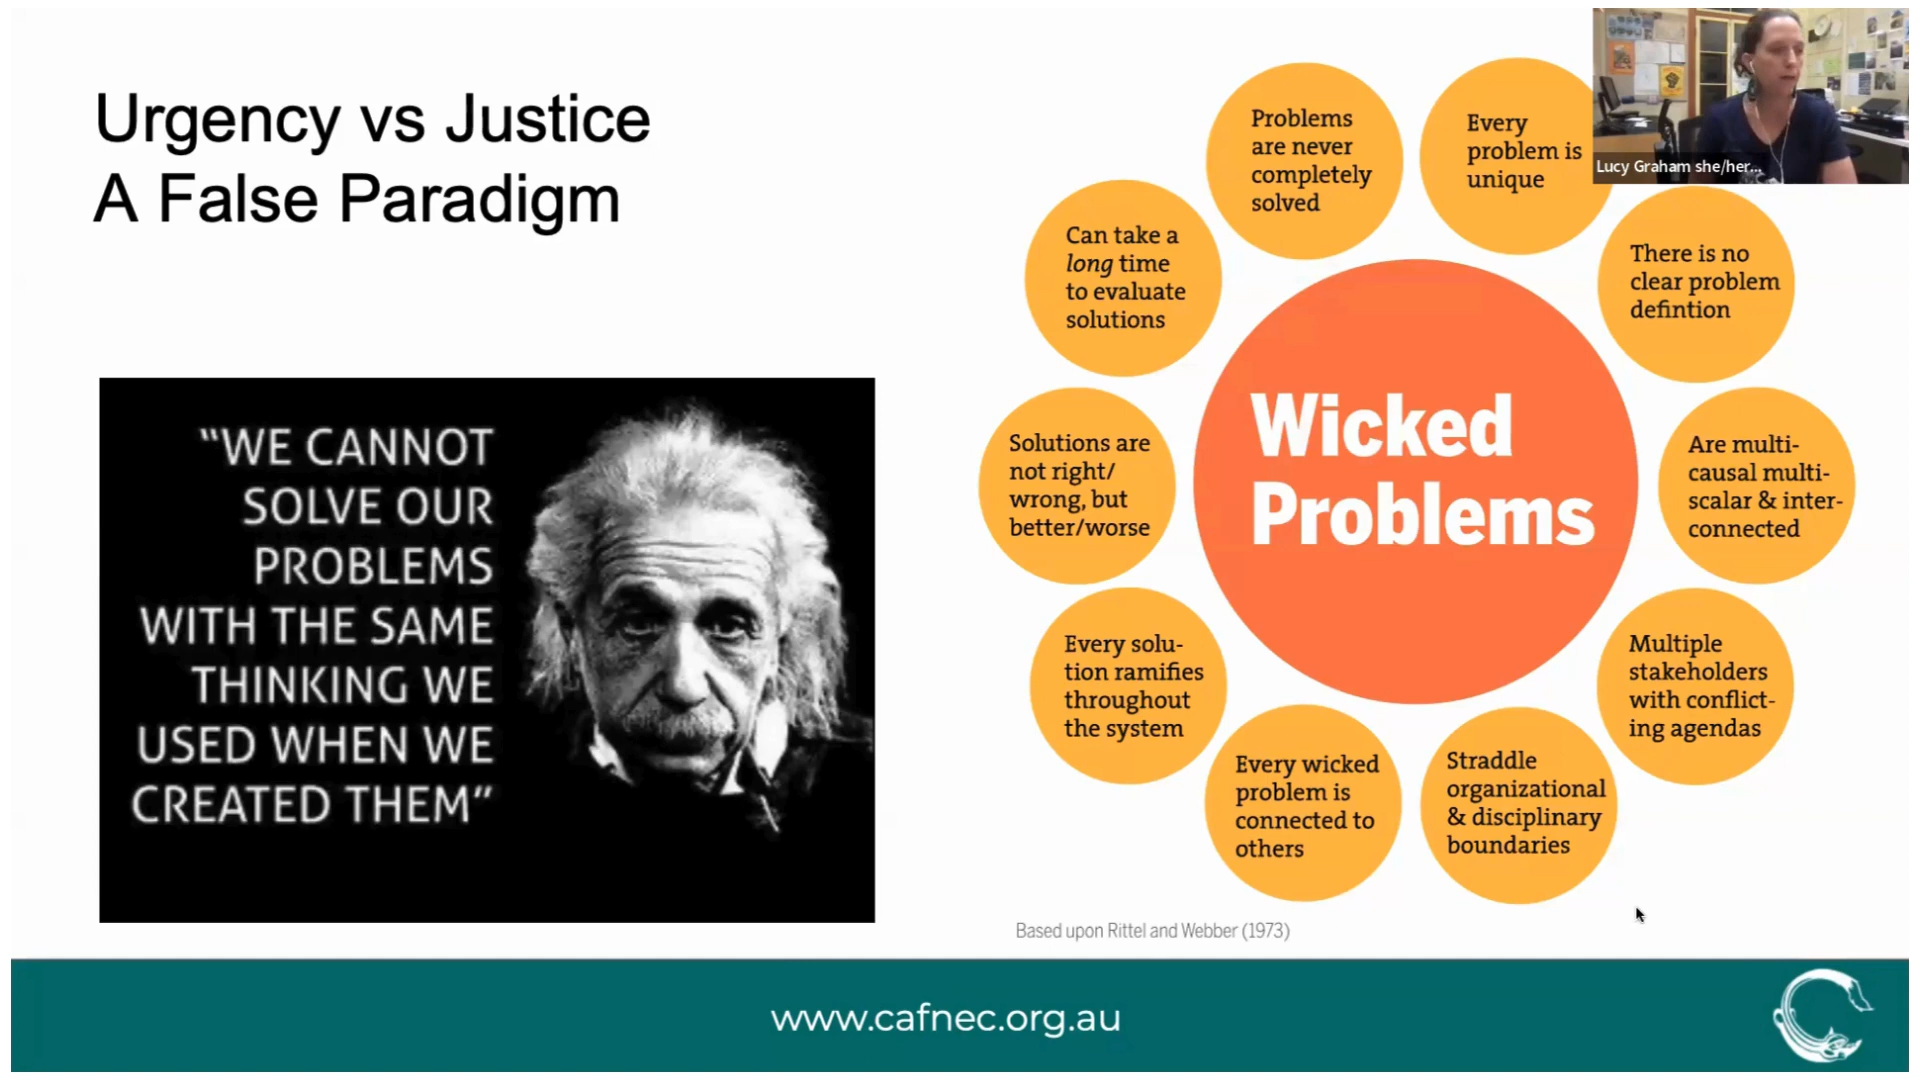 Urgency vs Justice
A False Paradigm
“WE CANNOT
SOLVE OUR
PROBLEMS
WITH THE SAME
THINKING WE
USED WHEN WE
CREATED THEM”
Wicked
Problems
Problems
are never
completely
solved
Every
problem is
unique
There is no
clear problem
defintion
Are multi-
causal multi-
scalar & inter-
connected
Multiple
stakeholders
with conflict-
ing agendas
Straddle
organizational
& disciplinary
boundaries
Every wicked
problem is
connected to
others
Every solu-
tion ramifies
throughout
the system
Solutions are
not right/
wrong, but
better/worse
Can take a
long time
to evaluate
solutions
Based upon Rittel and Webber (1973)
Lucy Graham she/her...
www.cafnec.org.au